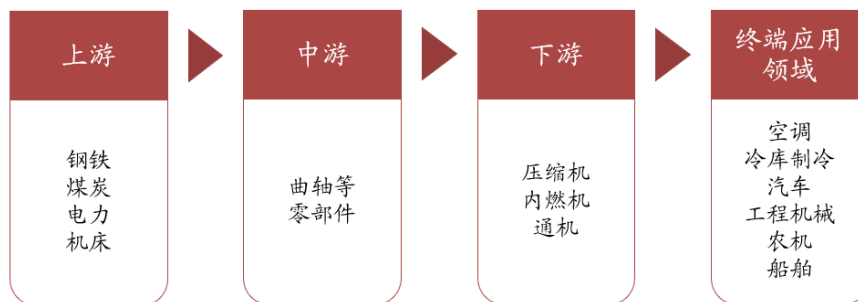 上游
钢铁
煤炭
电力
机床
中游
曲轴等
零部件
下游
压缩机
内燃机
通机
终端应用
领域
空调
冷库制冷
汽车
工程机械
农机
船舶